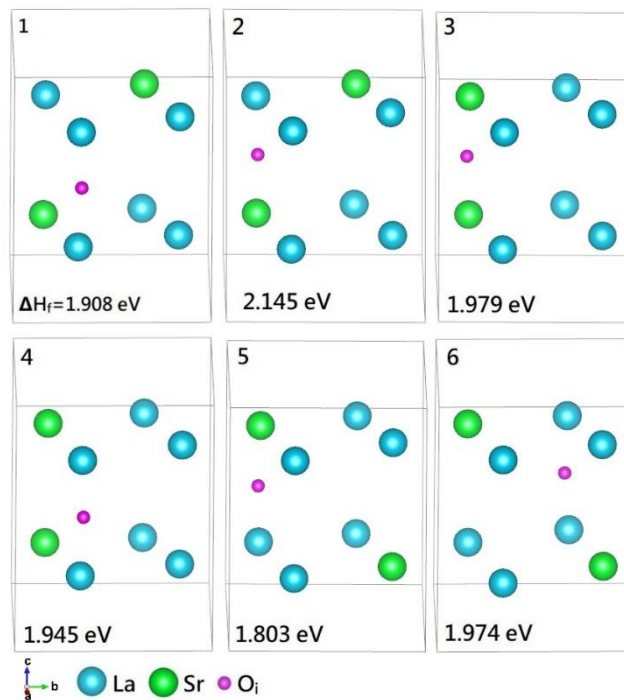 1
2
3
ΔHf=1.908 eV
2.145 eV
1.979 eV
4
5
6
1.945 eV
1.803 eV
1.974 eV
c
b
a
La
Sr
Oi